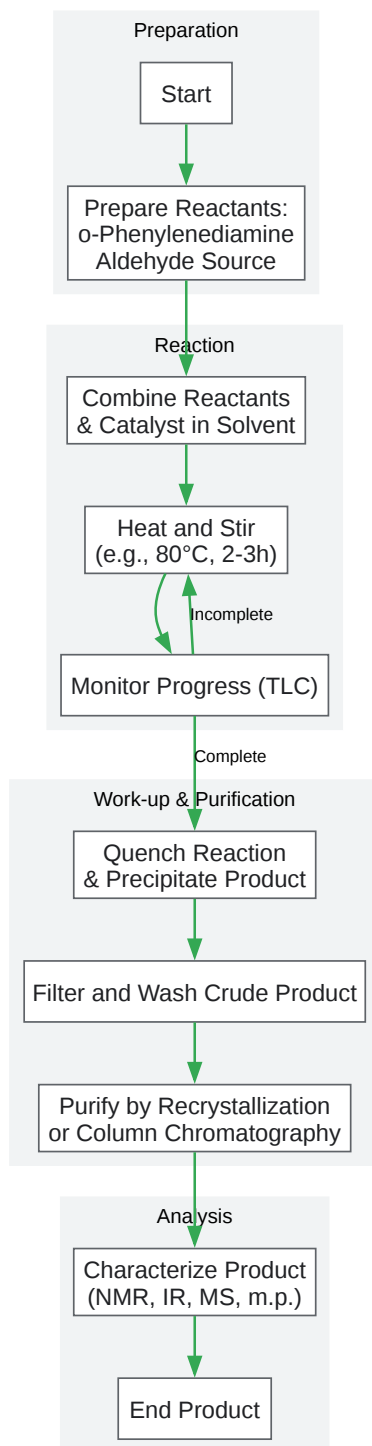 Preparation
Start
Prepare Reactants:
o-Phenylenediamine
Aldehyde Source
Reaction
Combine Reactants
& Catalyst in Solvent
Heat and Stir
(e.g., 80°C, 2-3h)
Incomplete
Monitor Progress (TLC)
Complete
Work-up & Purification
Quench Reaction
& Precipitate Product
Filter and Wash Crude Product
Purify by Recrystallization
or Column Chromatography
Analysis
Characterize Product
(NMR, IR, MS, m.p.)
End Product